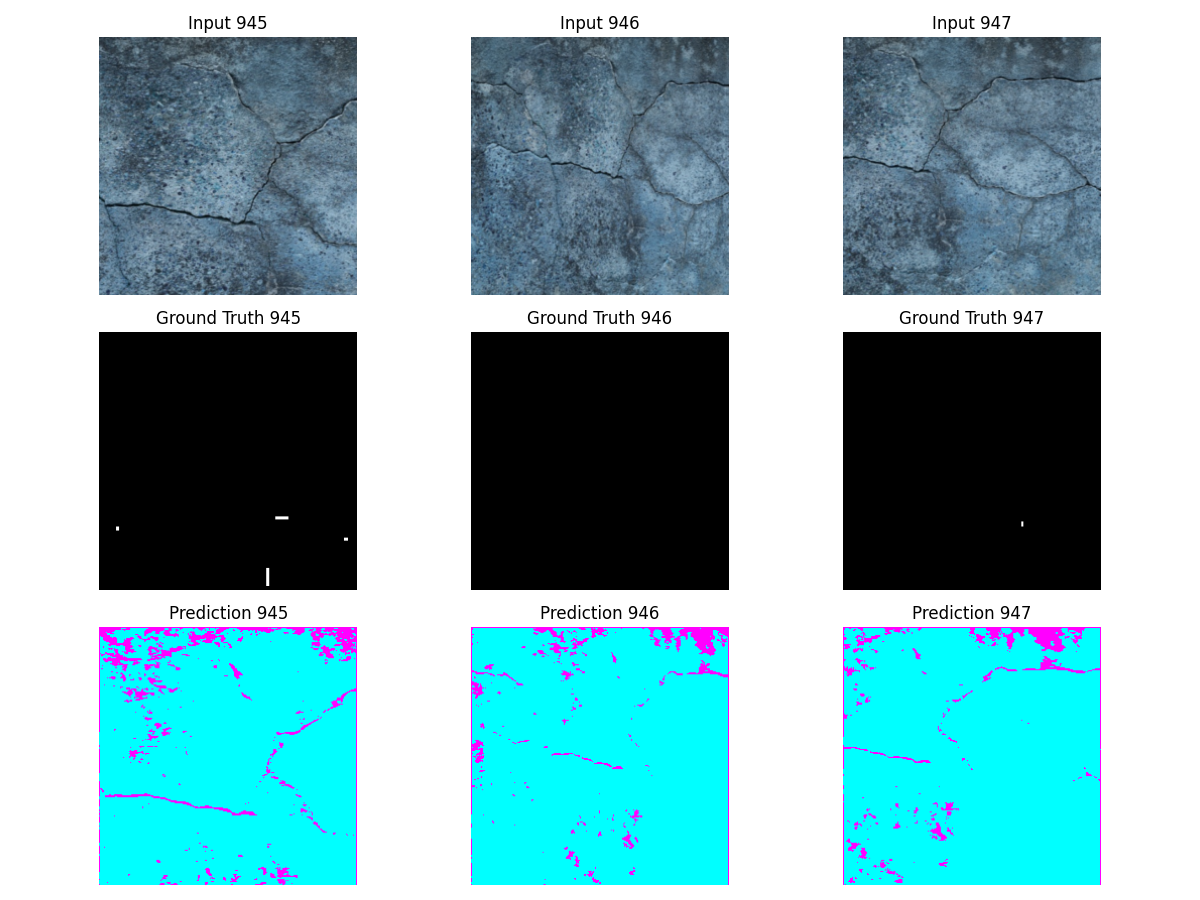 Input 945
Input 946
Input 947
Ground Truth 945
Ground Truth 946
Ground Truth 947
Prediction 945
Prediction 946
Prediction 947